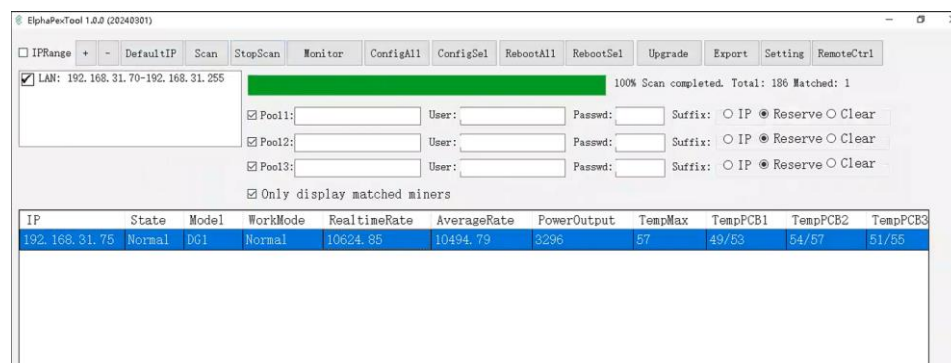 ElphaPexTool 1.0.0 (20240301)
IPRange + - DefaultIP Scan StopScan Monitor ConfigAll ConfigSel RebootAll RebootSel Upgrade Export Setting RemoteCtrl
LAN: 192.168.31.70-192.168.31.255
100% Scan completed. Total: 186 Matched: 1
Pool1: User: Passwd: Suffix: IP Reserve Clear
Pool2: User: Passwd: Suffix: IP Reserve Clear
Pool3: User: Passwd: Suffix: IP Reserve Clear
Only display matched miners
IP State Model WorkMode RealtimeRate AverageRate PowerOutput TempMax TempPCB1 TempPCB2 TempPCB3
192.168.31.75 Normal DG1 Normal 10624.85 10494.79 3296 57 49/53 54/57 51/55